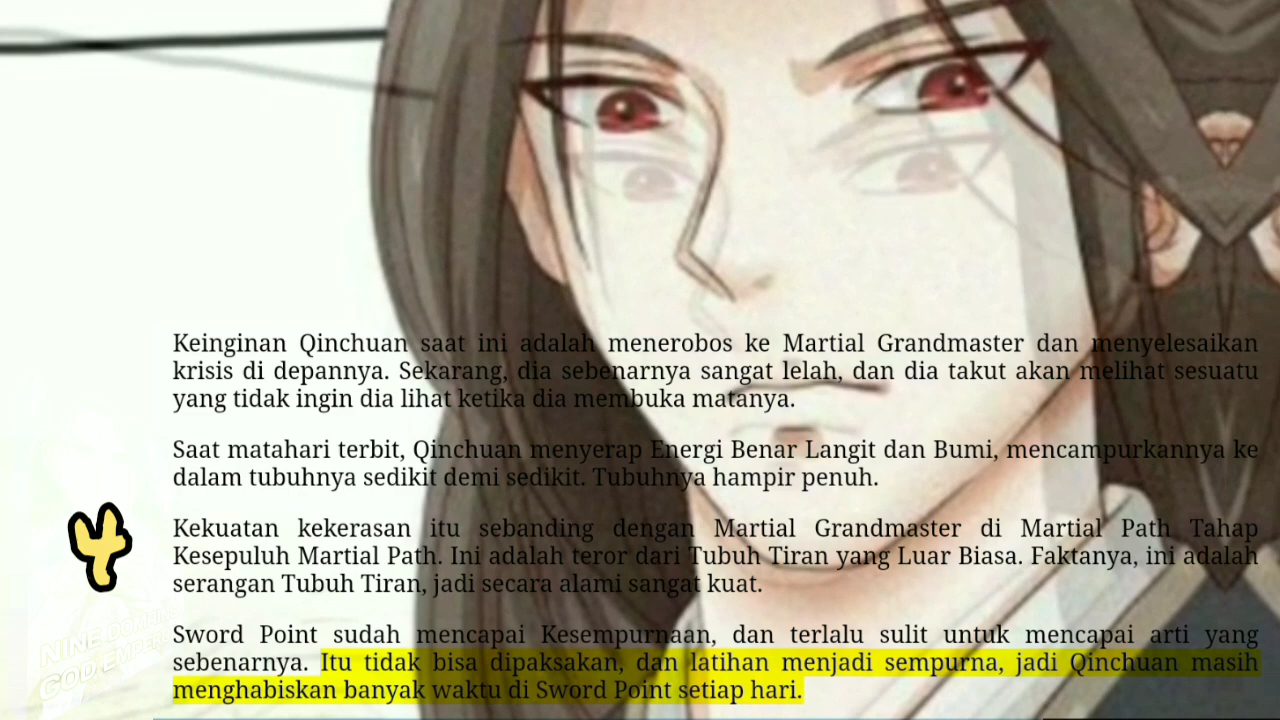 Keinginan Qinchuan saat ini adalah menerobos ke Martial Grandmaster dan menyelesaikan
krisis di depannya. Sekarang, dia sebenarnya sangat lelah, dan dia takut akan melihat sesuatu
yang tidak ingin dia lihat ketika dia membuka matanya.
Saat matahari terbit, Qinchuan menyerap Energi Benar Langit dan Bumi, mencampurkannya ke
dalam tubuhnya sedikit demi sedikit. Tubuhnya hampir penuh.
Kekuatan kekerasan itu sebanding dengan Martial Grandmaster di Martial Path Tahap
Kesepuluh Martial Path. Ini adalah teror dari Tubuh Tiran yang Luar Biasa. Faktanya, ini adalah
serangan Tubuh Tiran, jadi secara alami sangat kuat.
Sword Point sudah mencapai Kesempurnaan, dan terlalu sulit untuk mencapai arti yang
sebenarnya. Itu tidak bisa dipaksakan, dan latihan menjadi sempurna, jadi Qinchuan masih
menghabiskan banyak waktu di Sword Point setiap hari.
NINE
GOD EMPEROR